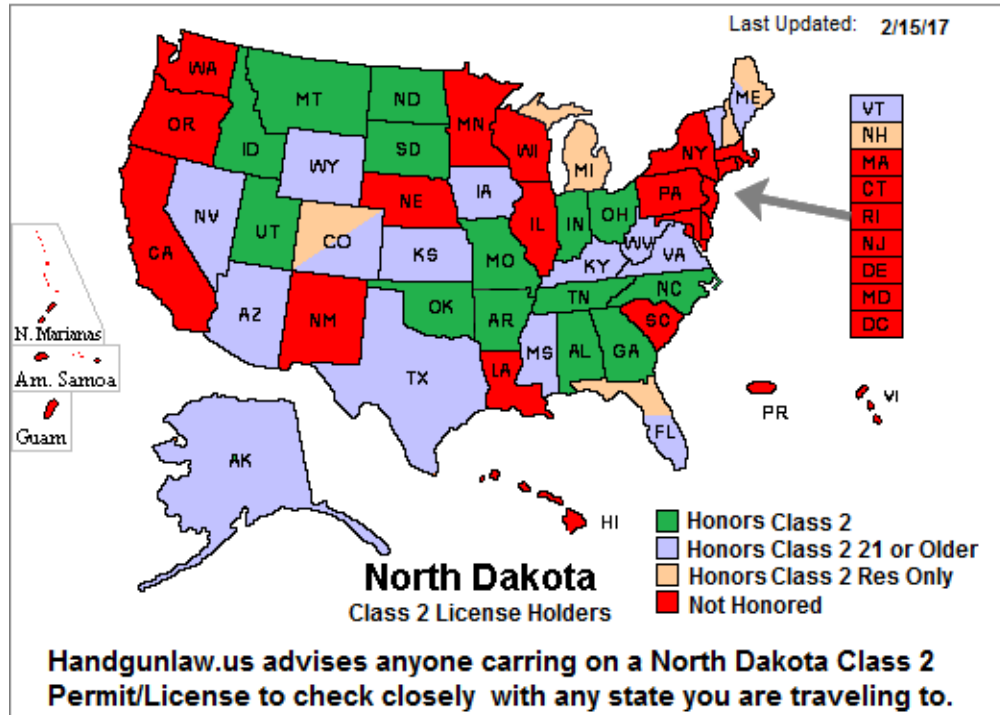 Last Updated: 2/15/17
WA
MT
ND
MN
ME
VT
NH
MA
CT
RI
NJ
DE
MD
DC
OR
ID
SD
WI
MI
NY
WY
IA
PA
NE
NV
UT
CO
IL
IN
OH
WV
VA
CA
KS
MO
KY
AZ
NM
OK
AR
TN
NC
SC
TX
LA
MS
AL
GA
FL
N. Marianas
Am. Samoa
Guam
AK
HI
PR
VI
Honors Class 2
Honors Class 2 21 or Older
Honors Class 2 Res Only
Not Honored
North Dakota
Class 2 License Holders
Handgunlaw.us advises anyone carring on a North Dakota Class 2
Permit/License to check closely with any state you are traveling to.